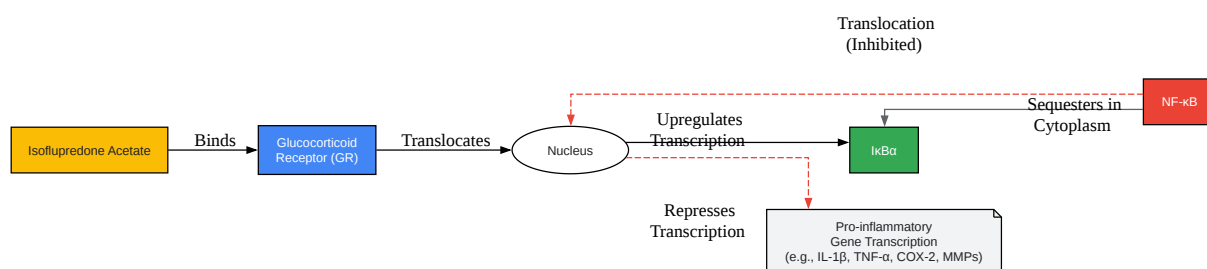 Translocation
(Inhibited)
NF-κB
Sequesters in
Cytoplasm
Isoflupredone Acetate
Binds
Glucocorticoid
Receptor (GR)
Translocates
Nucleus
Upregulates
Transcription
IκBα
Represses
Transcription
Pro-inflammatory
Gene Transcription
(e.g., IL-1β, TNF-α, COX-2, MMPs)